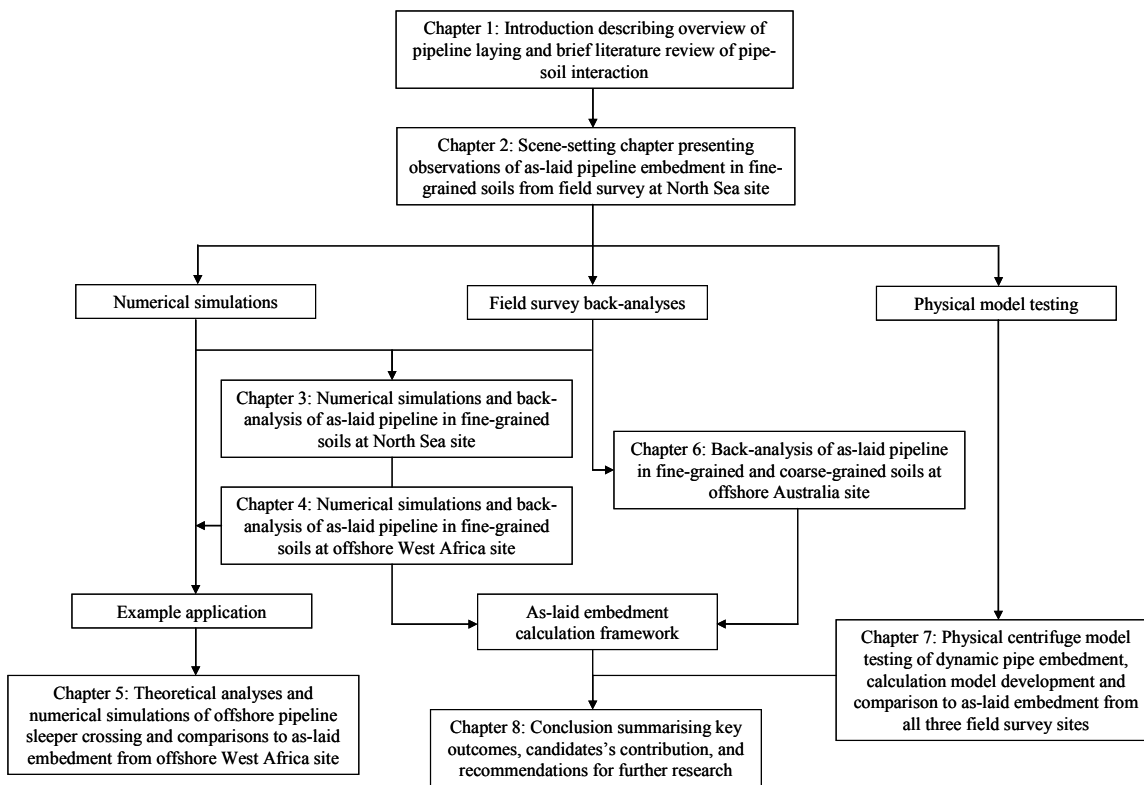 Chapter 1: Introduction describing overview of
pipeline laying and brief literature review of pipe-
soil interaction
Chapter 2: Scene-setting chapter presenting
observations of as-laid pipeline embedment in fine-
grained soils from field survey at North Sea site
Numerical simulations
Field survey back-analyses
Physical model testing
Chapter 3: Numerical simulations and back-
analysis of as-laid pipeline in fine-grained
soils at North Sea site
Chapter 6: Back-analysis of as-laid pipeline
in fine-grained and coarse-grained soils at
offshore Australia site
Chapter 4: Numerical simulations and back-
analysis of as-laid pipeline in fine-grained
soils at offshore West Africa site
Example application
As-laid embedment
calculation framework
Chapter 7: Physical centrifuge model
testing of dynamic pipe embedment,
calculation model development and
comparison to as-laid embedment from
all three field survey sites
Chapter 5: Theoretical analyses and
numerical simulations of offshore pipeline
sleeper crossing and comparisons to as-laid
embedment from offshore West Africa site
Chapter 8: Conclusion summarising key
outcomes, candidates's contribution, and
recommendations for further research